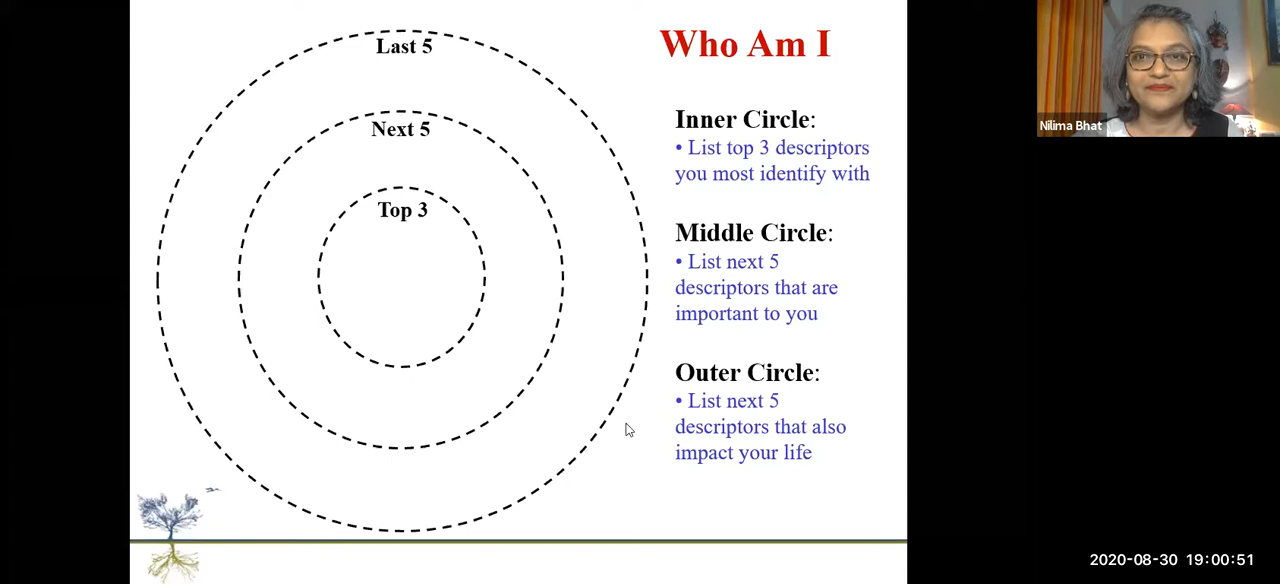 Last 5
Next 5
Top 3
Who Am I
Inner Circle:
• List top 3 descriptors
you most identify with
Middle Circle:
• List next 5
descriptors that are
important to you
Outer Circle:
• List next 5
descriptors that also
impact your life
Nilima Bhat
2020-08-30 19:00:51